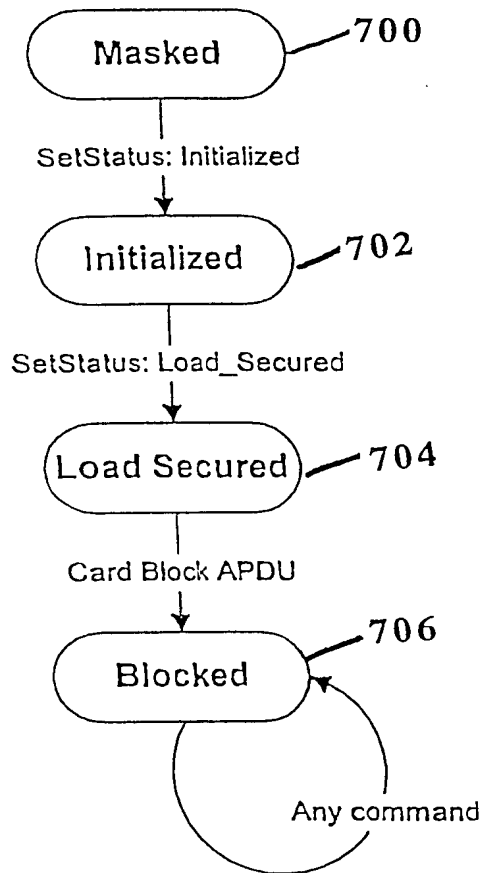 Masked
700
SetStatus: Initialized
Initialized
702
SetStatus: Load_Secured
Load Secured
704
Card Block APDU
Blocked
706
Any command